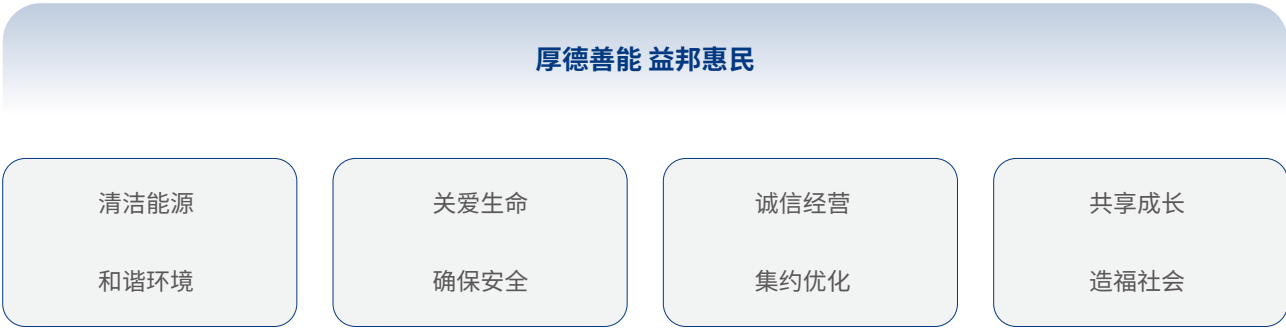 厚德善能 益邦惠民
清洁能源
和谐环境
关爱生命
确保安全
诚信经营
集约优化
共享成长
造福社会